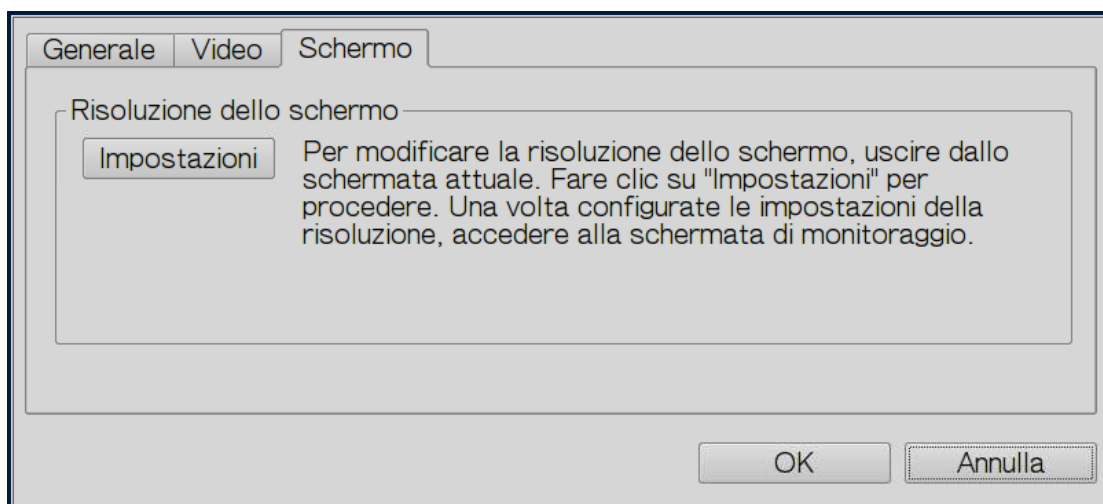 Generale Video Schermo
Risoluzione dello schermo
Impostazioni
Per modificare la risoluzione dello schermo, uscire dallo
schermata attuale. Fare clic su "Impostazioni" per
procedere. Una volta configurate le impostazioni della
risoluzione, accedere alla schermata di monitoraggio.
OK Annulla